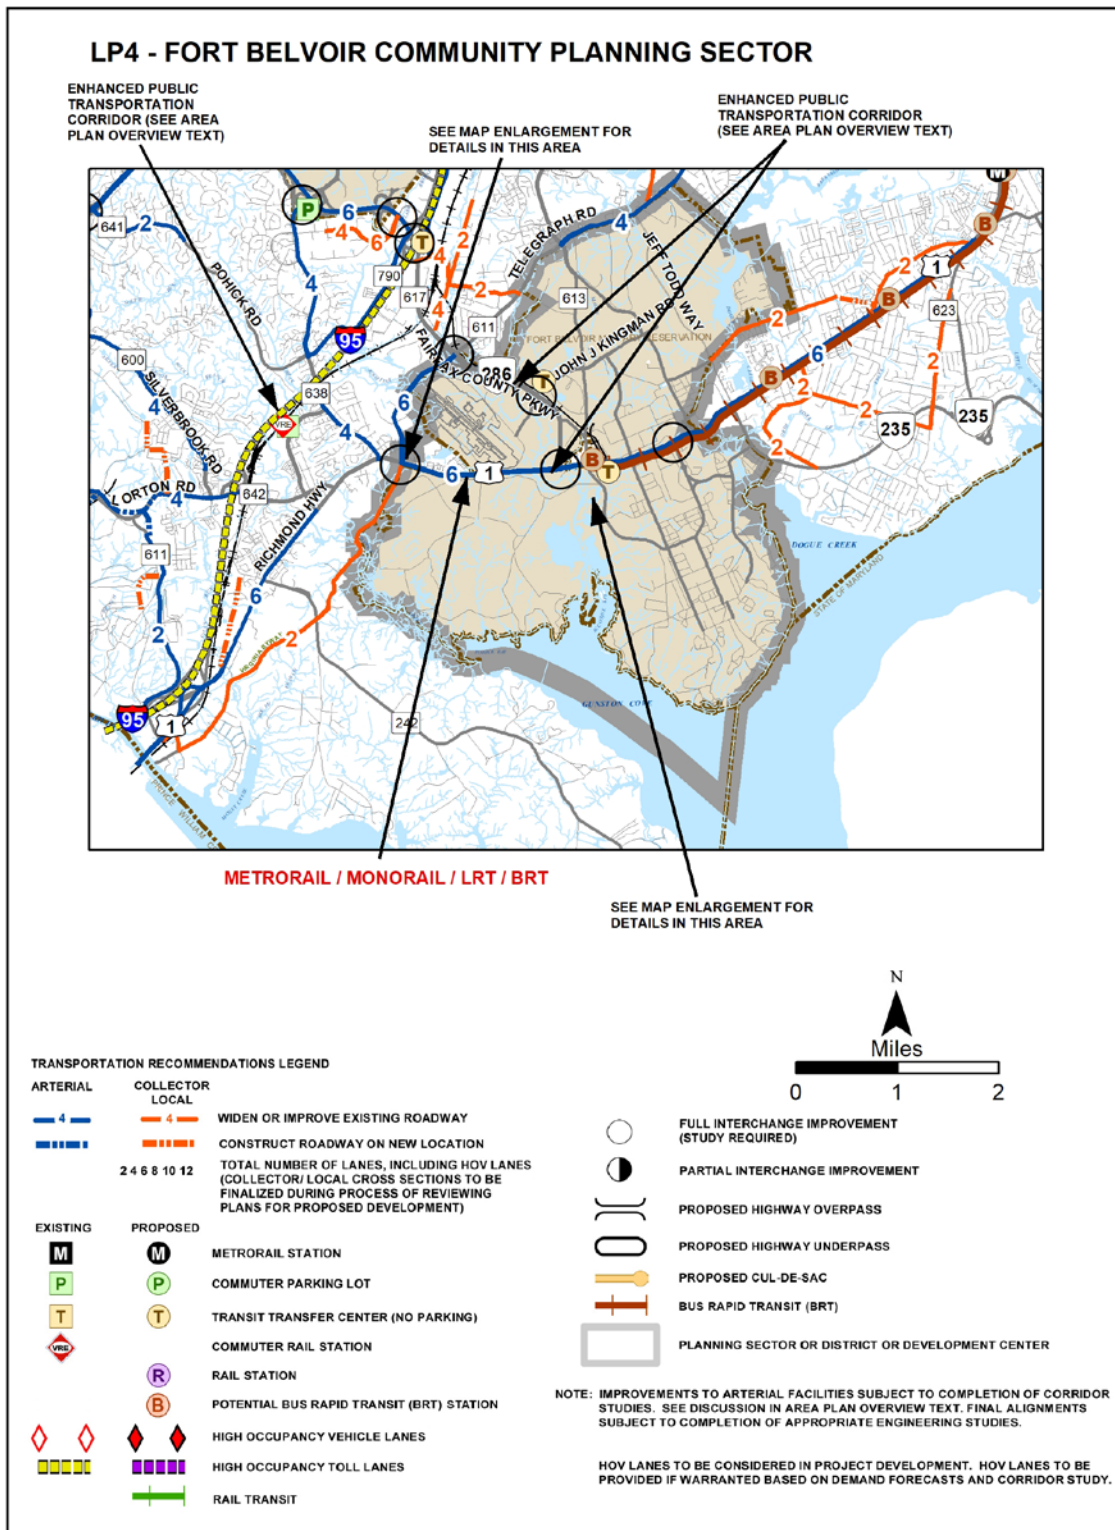 LP4 - FORT BELVOIR COMMUNITY PLANNING SECTOR
ENHANCED PUBLIC
TRANSPORTATION
CORRIDOR (SEE AREA
PLAN OVERVIEW TEXT)
SEE MAP ENLARGEMENT FOR
DETAILS IN THIS AREA
ENHANCED PUBLIC
TRANSPORTATION CORRIDOR
(SEE AREA PLAN OVERVIEW TEXT)
M
P
6
4
6
T
4
2
641
2
POHICK RD
4
790
617
4
2
611
TELEGRAPH RD
4
613
JEFF TODD WAY
B
2
1
B
623
2
6
2
95
600
SILVERBROOK RD
4
638
VRE
4
FAIRFAX COUNTY PKWY
286
T
JOHN J KINGMAN RD
FORT BELVOIR MILITARY RESERVATION
B
2
2
2
235
235
6
6
1
B
T
LORTON RD
4
642
RICHMOND HWY
611
6
2
2
242
95
1
DOGUE CREEK
STATE OF MARYLAND
GUNSTON COVE
PRINCE WILLIAM
METRORAIL / MONORAIL / LRT / BRT
SEE MAP ENLARGEMENT FOR
DETAILS IN THIS AREA
N
Miles
0 1 2
TRANSPORTATION RECOMMENDATIONS LEGEND
ARTERIAL COLLECTOR
LOCAL
4 4 WIDEN OR IMPROVE EXISTING ROADWAY
CONSTRUCT ROADWAY ON NEW LOCATION
2 4 6 8 10 12 TOTAL NUMBER OF LANES, INCLUDING HOV LANES
(COLLECTOR/ LOCAL CROSS SECTIONS TO BE
FINALIZED DURING PROCESS OF REVIEWING
PLANS FOR PROPOSED DEVELOPMENT)
EXISTING PROPOSED
M M METRORAIL STATION
P P COMMUTER PARKING LOT
T T TRANSIT TRANSFER CENTER (NO PARKING)
VRE COMMUTER RAIL STATION
R RAIL STATION
B POTENTIAL BUS RAPID TRANSIT (BRT) STATION
HIGH OCCUPANCY VEHICLE LANES
HIGH OCCUPANCY TOLL LANES
RAIL TRANSIT
FULL INTERCHANGE IMPROVEMENT
(STUDY REQUIRED)
PARTIAL INTERCHANGE IMPROVEMENT
PROPOSED HIGHWAY OVERPASS
PROPOSED HIGHWAY UNDERPASS
PROPOSED CUL-DE-SAC
BUS RAPID TRANSIT (BRT)
PLANNING SECTOR OR DISTRICT OR DEVELOPMENT CENTER
NOTE: IMPROVEMENTS TO ARTERIAL FACILITIES SUBJECT TO COMPLETION OF CORRIDOR
STUDIES. SEE DISCUSSION IN AREA PLAN OVERVIEW TEXT. FINAL ALIGNMENTS
SUBJECT TO COMPLETION OF APPROPRIATE ENGINEERING STUDIES.
HOV LANES TO BE CONSIDERED IN PROJECT DEVELOPMENT. HOV LANES TO BE
PROVIDED IF WARRANTED BASED ON DEMAND FORECASTS AND CORRIDOR STUDY.